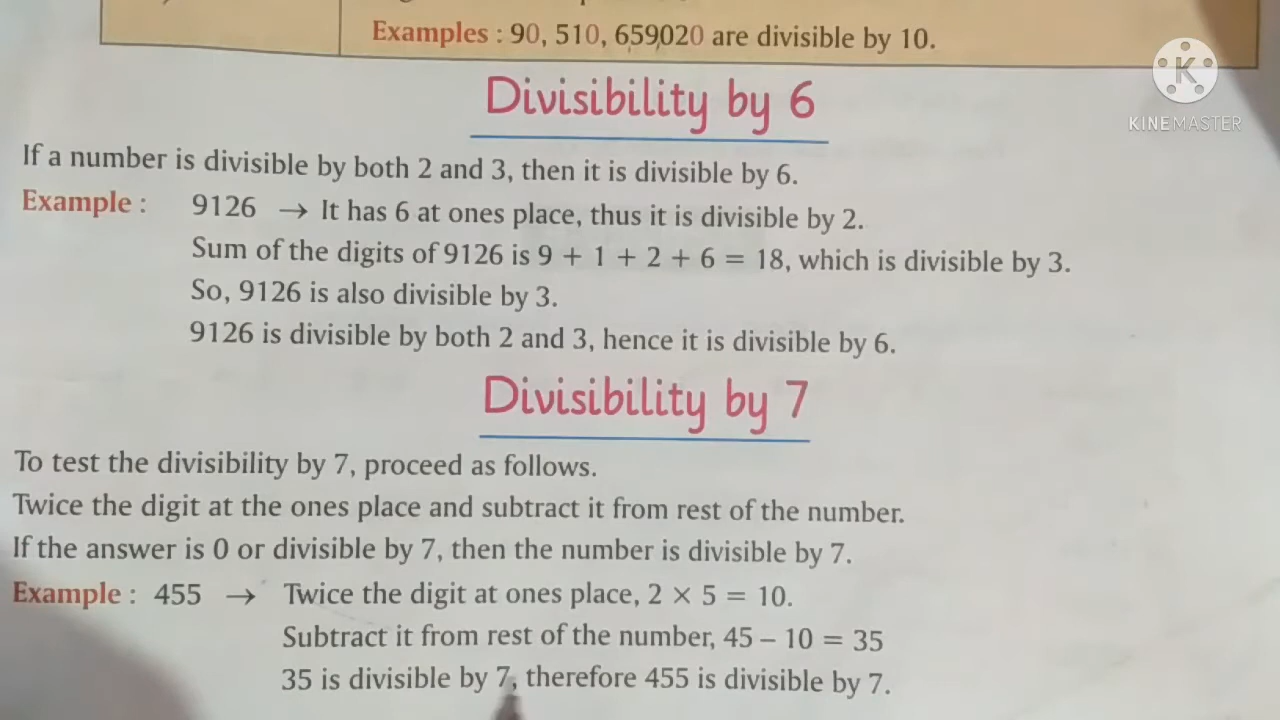 Examples : 90, 510, 659020 are divisible by 10.
K
KINEMASTER
Divisibility by 6
If a number is divisible by both 2 and 3, then it is divisible by 6.
Example : 9126 → It has 6 at ones place, thus it is divisible by 2.
Sum of the digits of 9126 is 9 + 1 + 2 + 6 = 18, which is divisible by 3.
So, 9126 is also divisible by 3.
9126 is divisible by both 2 and 3, hence it is divisible by 6.
Divisibility by 7
To test the divisibility by 7, proceed as follows.
Twice the digit at the ones place and subtract it from rest of the number.
If the answer is 0 or divisible by 7, then the number is divisible by 7.
Example : 455 → Twice the digit at ones place, 2 × 5 = 10.
Subtract it from rest of the number, 45 – 10 = 35
35 is divisible by 7, therefore 455 is divisible by 7.